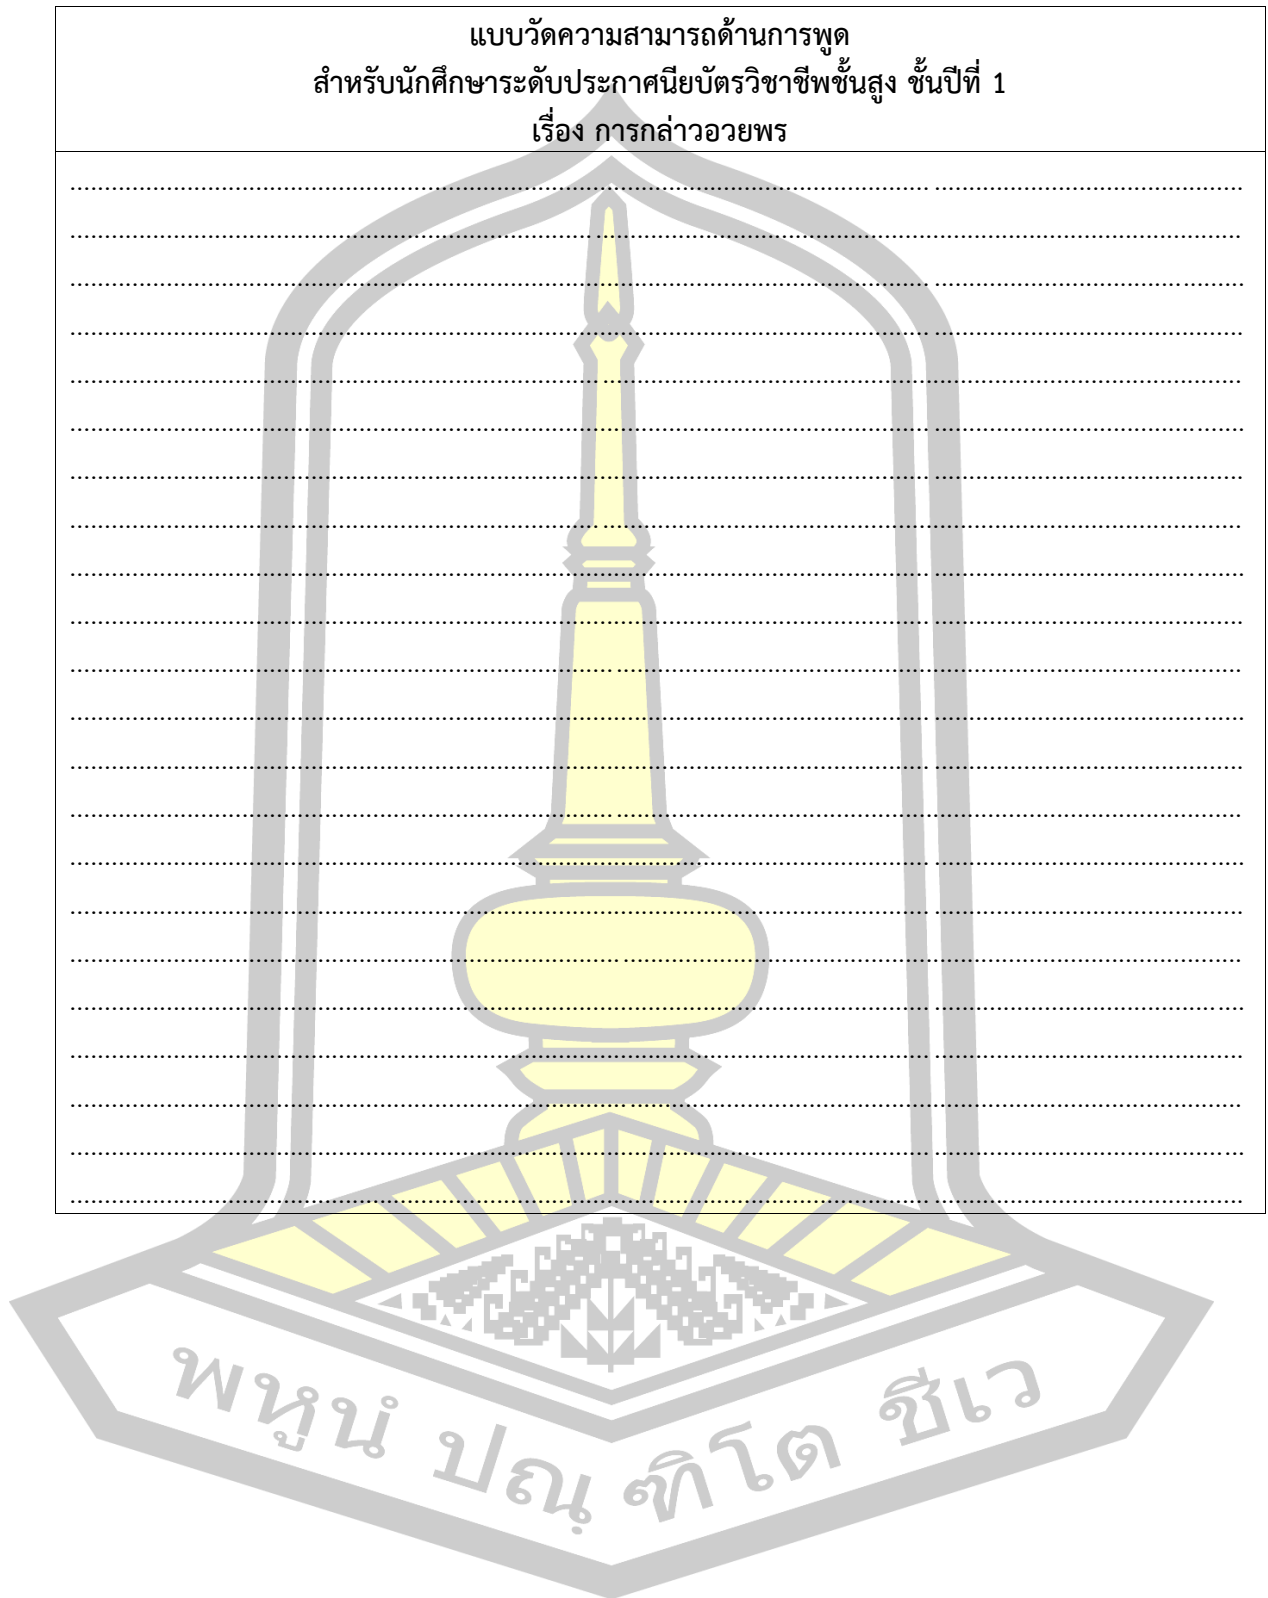 แบบวัดความสามารถด้านการพูด
สำหรับนักศึกษาระดับประกาศนียบัตรวิชาชีพชั้นสูง ชั้นปีที่ 1
เรื่อง การกล่าวอวยพร
พหูนํ ปณฺฑิโต ชีเว